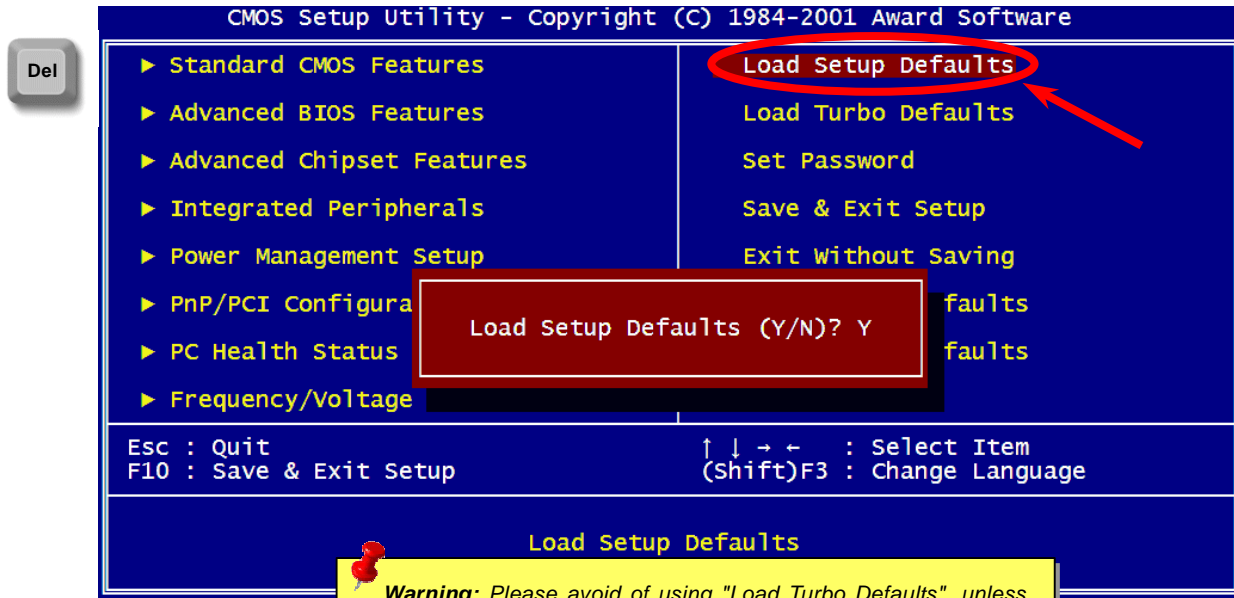 CMOS Setup Utility – Copyright (C) 1984–2001 Award Software
Del
► Standard CMOS Features
► Advanced BIOS Features
► Advanced Chipset Features
► Integrated Peripherals
► Power Management Setup
► PnP/PCI Configura
► PC Health Status
► Frequency/Voltage
Load Setup Defaults
Load Turbo Defaults
Set Password
Save & Exit Setup
Exit Without Saving
faults
faults
Load Setup Defaults (Y/N)? Y
Esc : Quit
F10 : Save & Exit Setup
↑ ↓ → ← : Select Item
(Shift)F3 : Change Language
Load Setup Defaults
Warning: Please avoid of using "Load Turbo Defaults", unless